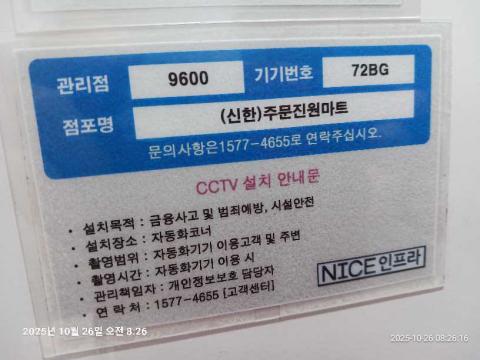 관리점 9600 기기번호 72BG
점포명 (신한)주문진원마트
문의사항은1577-4655로 연락주십시오.
CCTV 설치 안내문
• 설치목적 : 금융사고 및 범죄예방, 시설안전
• 설치장소 : 자동화코너
• 촬영범위 : 자동화기기 이용고객 및 주변
• 촬영시간 : 자동화기기 이용 시
• 관리책임자 : 개인정보보호 담당자
• 연 락 처 : 1577-4655 [고객센터]
NICE인프라
2025년 10월 26일 오전 8:26
2025-10-26 08:26:16